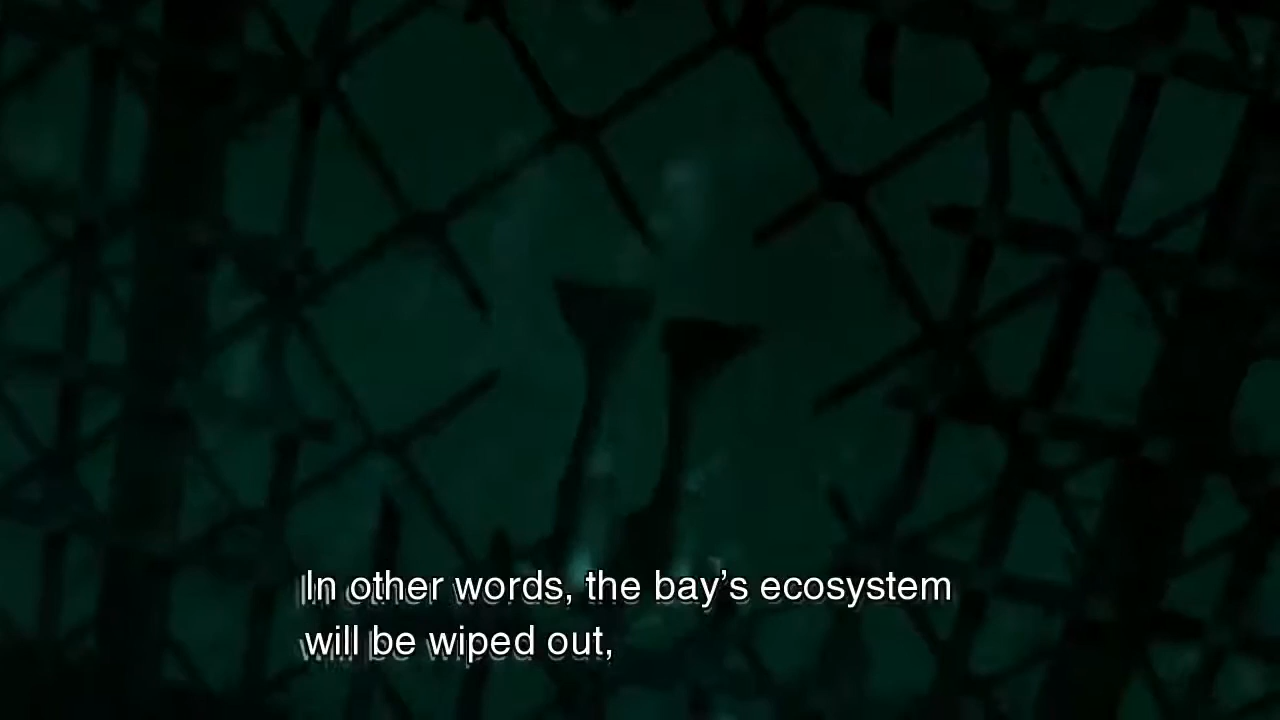 In other words, the bay’s ecosystem
will be wiped out,